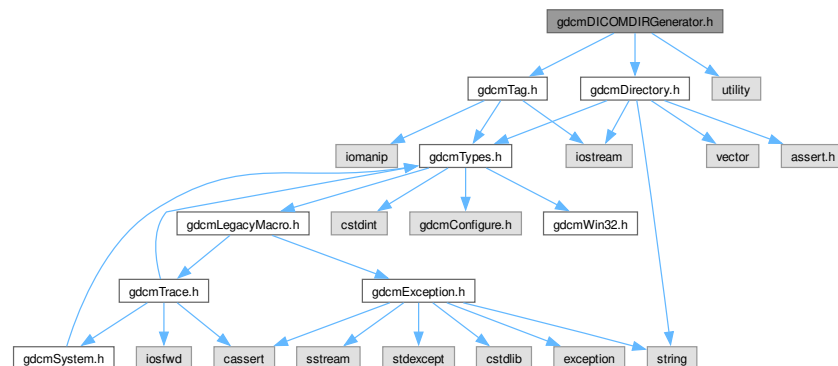 gdcmDICOMDIRGenerator.h
gdcmTag.h
gdcmDirectory.h
utility
iomanip
gdcmTypes.h
iostream
vector
assert.h
gdcmLegacyMacro.h
cstdint
gdcmConfigure.h
gdcmWin32.h
gdcmTrace.h
gdcmException.h
gdcmSystem.h
iosfwd
cassert
sstream
stdexcept
cstdlib
exception
string